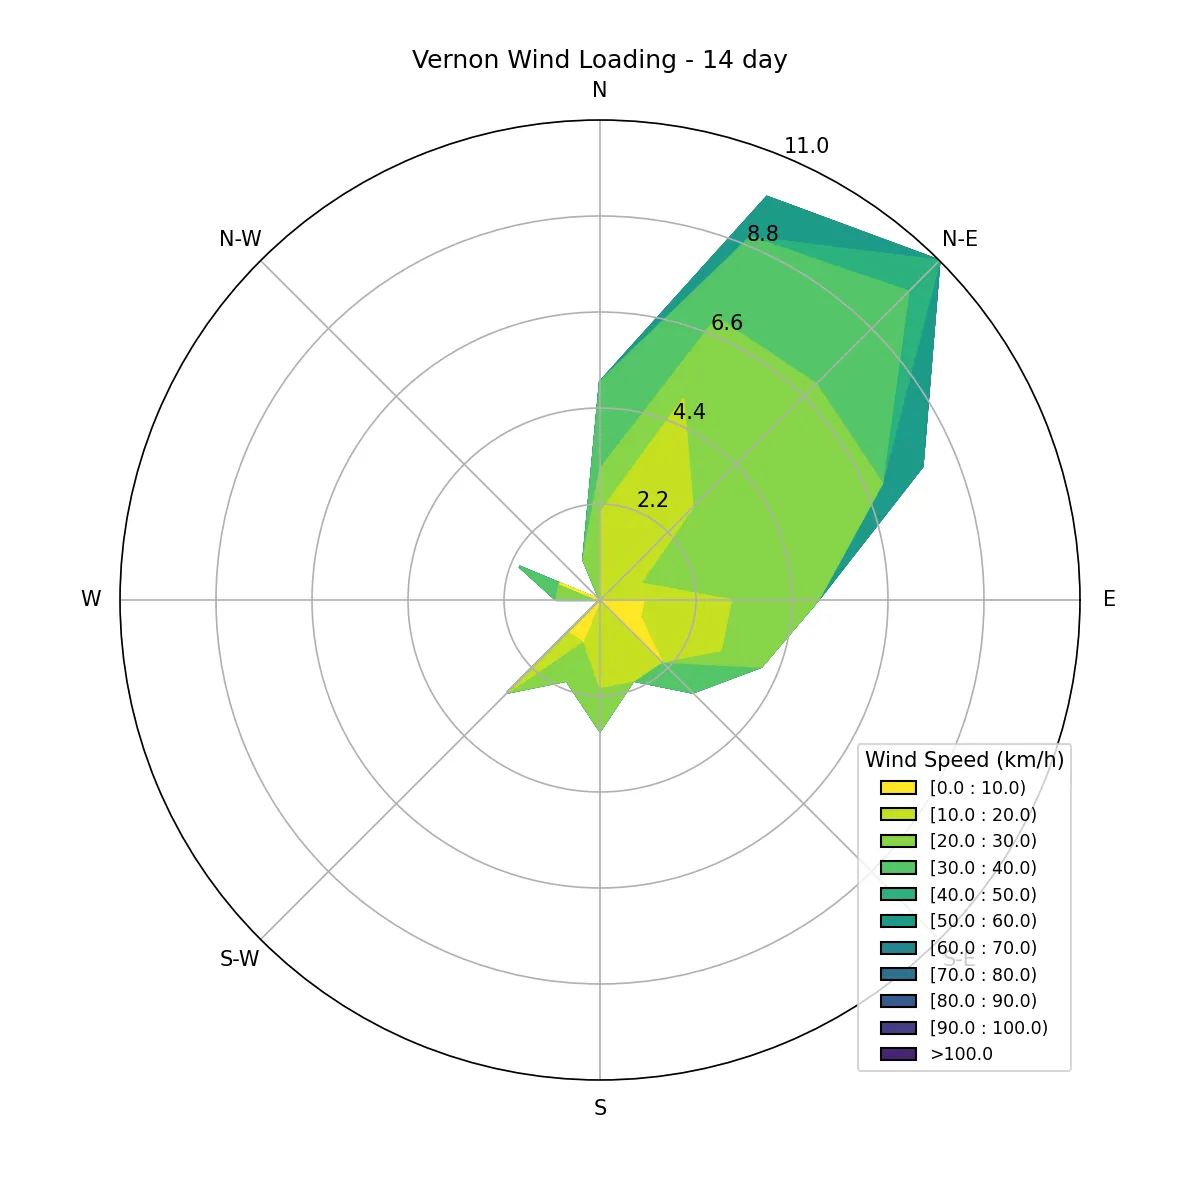 Vernon Wind Loading - 14 day
N
11.0
8.8
N-W
N-E
6.6
4.4
2.2
W
E
Wind Speed (km/h)
[0.0 : 10.0)
[10.0 : 20.0)
[20.0 : 30.0)
[30.0 : 40.0)
[40.0 : 50.0)
[50.0 : 60.0)
[60.0 : 70.0)
S-W
S-E
[70.0 : 80.0)
[80.0 : 90.0)
[90.0 : 100.0)
>100.0
S